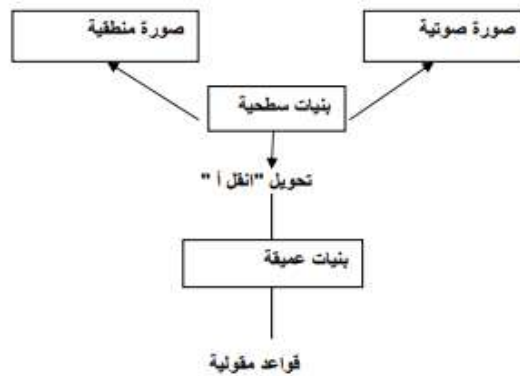 صورة صوتية
صورة منطقية
بنيات سطحية
تحويل "انقل أ "
بنيات عميقة
قواعد مقولية